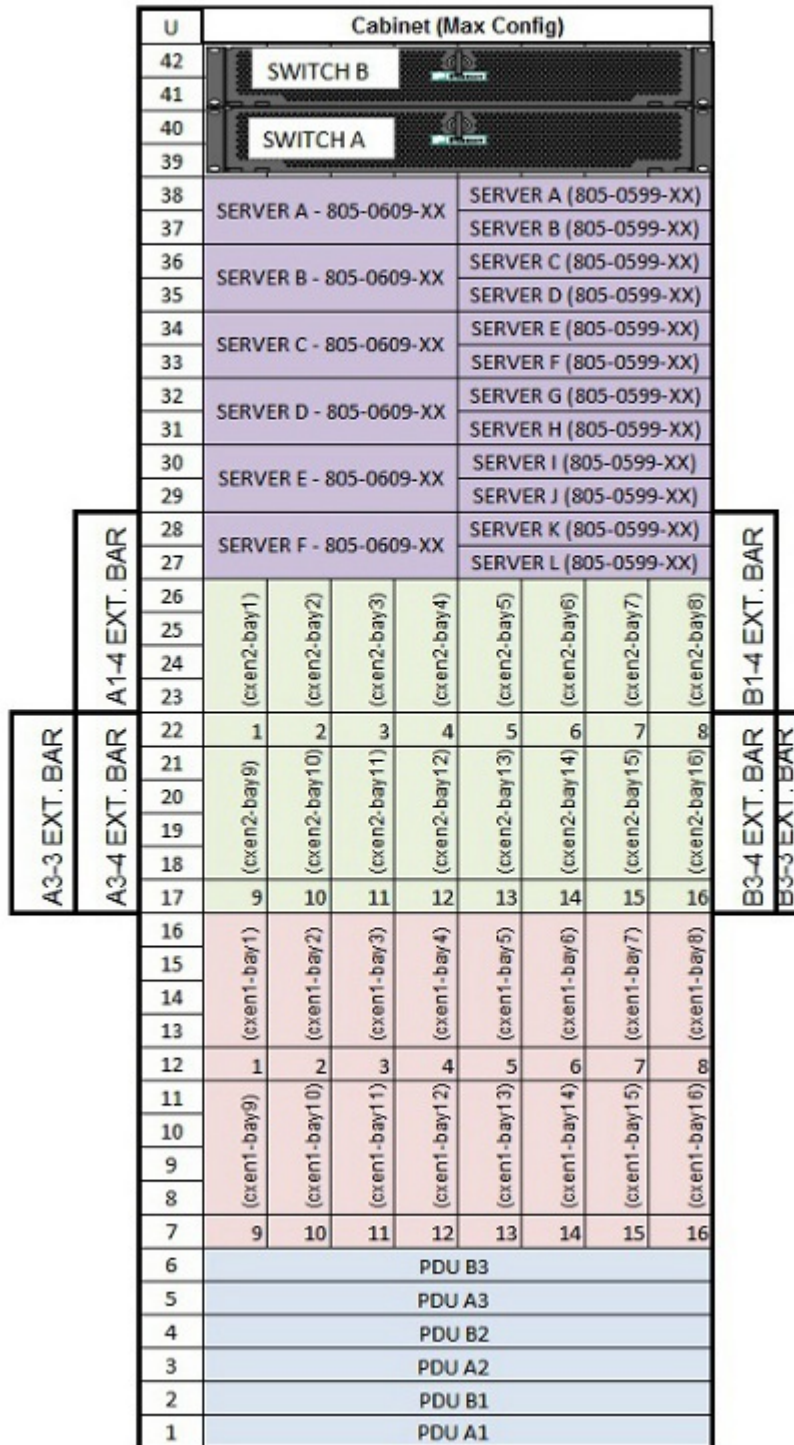 U Cabinet (Max Config)
42
SWITCH B
41
40
SWITCH A
39
38 SERVER A - 805-0609-XX SERVER A (805-0599-XX)
37 SERVER B (805-0599-XX)
36 SERVER B - 805-0609-XX SERVER C (805-0599-XX)
35 SERVER D (805-0599-XX)
34 SERVER C - 805-0609-XX SERVER E (805-0599-XX)
33 SERVER F (805-0599-XX)
32 SERVER D - 805-0609-XX SERVER G (805-0599-XX)
31 SERVER H (805-0599-XX)
30 SERVER E - 805-0609-XX SERVER I (805-0599-XX)
29 SERVER J (805-0599-XX)
28 SERVER F - 805-0609-XX SERVER K (805-0599-XX)
27 SERVER L (805-0599-XX)
A1-4 EXT. BAR
B1-4 EXT. BAR
26
25
24
23
(cxen2-bay1) (cxen2-bay2) (cxen2-bay3) (cxen2-bay4) (cxen2-bay5) (cxen2-bay6) (cxen2-bay7) (cxen2-bay8)
22 1 2 3 4 5 6 7 8
A3-3 EXT. BAR
A3-4 EXT. BAR
B3-4 EXT. BAR
B3-3 EXT. BAR
21
20
19
18
(cxen2-bay9) (cxen2-bay10) (cxen2-bay11) (cxen2-bay12) (cxen2-bay13) (cxen2-bay14) (cxen2-bay15) (cxen2-bay16)
17 9 10 11 12 13 14 15 16
16
15
14
13
(cxen1-bay1) (cxen1-bay2) (cxen1-bay3) (cxen1-bay4) (cxen1-bay5) (cxen1-bay6) (cxen1-bay7) (cxen1-bay8)
12 1 2 3 4 5 6 7 8
11
10
9
8
(cxen1-bay9) (cxen1-bay10) (cxen1-bay11) (cxen1-bay12) (cxen1-bay13) (cxen1-bay14) (cxen1-bay15) (cxen1-bay16)
7 9 10 11 12 13 14 15 16
6 PDU B3
5 PDU A3
4 PDU B2
3 PDU A2
2 PDU B1
1 PDU A1